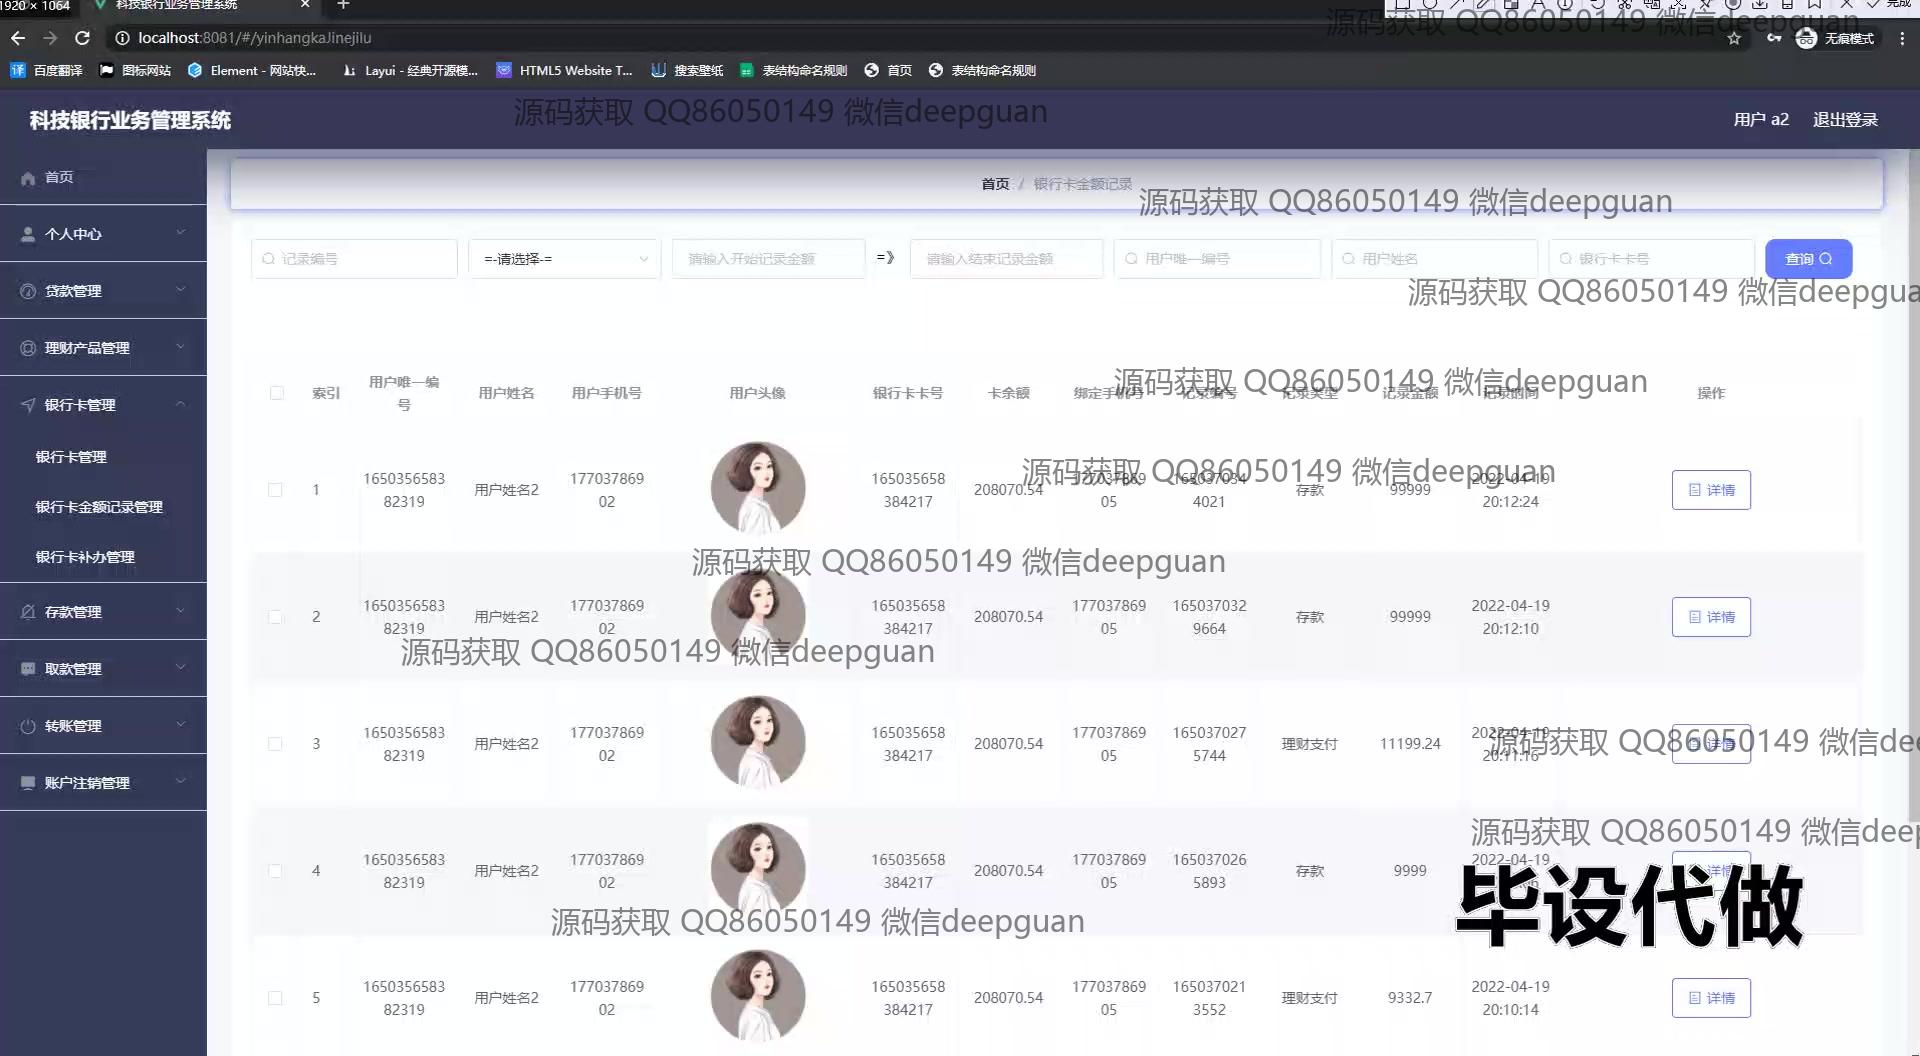 1920 × 1064
科技银行业务管理系统
完成
localhost:8081/#/yinhangkaJinejilu
无痕模式
百度翻译
图标网站
Element - 网站快...
Layui - 经典开源模...
HTML5 Website T...
搜索壁纸
表结构命名规则
首页
表结构命名规则
源码获取 QQ86050149 微信deepguan
科技银行业务管理系统
源码获取 QQ86050149 微信deepguan
用户 a2
退出登录
首页
个人中心
贷款管理
理财产品管理
银行卡管理
银行卡管理
银行卡金额记录管理
银行卡补办管理
存款管理
取款管理
转账管理
账户注销管理
首页 / 银行卡金额记录
源码获取 QQ86050149 微信deepguan
记录编号
=-请选择-=
请输入开始记录金额
=》
请输入结束记录金额
用户唯一编号
用户姓名
银行卡卡号
查询
源码获取 QQ86050149 微信deepgua
索引 用户唯一编号 用户姓名 用户手机号 用户头像 银行卡卡号 卡余额 绑定手机号 记录编号 记录类型 记录金额 记录时间 操作
源码获取 QQ86050149 微信deepguan
1 165035658382319 用户姓名2 17703786902 165035658384217 208070.54 17703786905 1650370344021 存款 99999 2022-04-19 20:12:24 详情
源码获取 QQ86050149 微信deepguan
源码获取 QQ86050149 微信deepguan
2 165035658382319 用户姓名2 17703786902 165035658384217 208070.54 17703786905 1650370329664 存款 99999 2022-04-19 20:12:10 详情
源码获取 QQ86050149 微信deepguan
3 165035658382319 用户姓名2 17703786902 165035658384217 208070.54 17703786905 1650370275744 理财支付 11199.24 2022-04-19 20:11:16 详情
源码获取 QQ86050149 微信dee
源码获取 QQ86050149 微信deep
4 165035658382319 用户姓名2 17703786902 165035658384217 208070.54 17703786905 1650370265893 存款 9999 2022-04-19 详情
毕设代做
源码获取 QQ86050149 微信deepguan
5 165035658382319 用户姓名2 17703786902 165035658384217 208070.54 17703786905 1650370213552 理财支付 9332.7 2022-04-19 20:10:14 详情